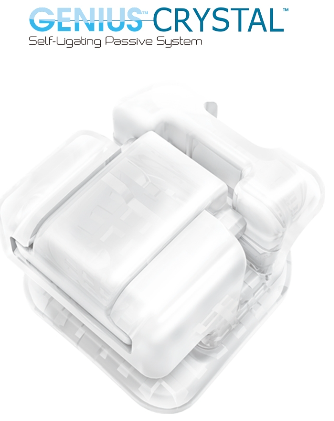 GENIUS™ CRYSTAL™
Self-Ligating Passive System